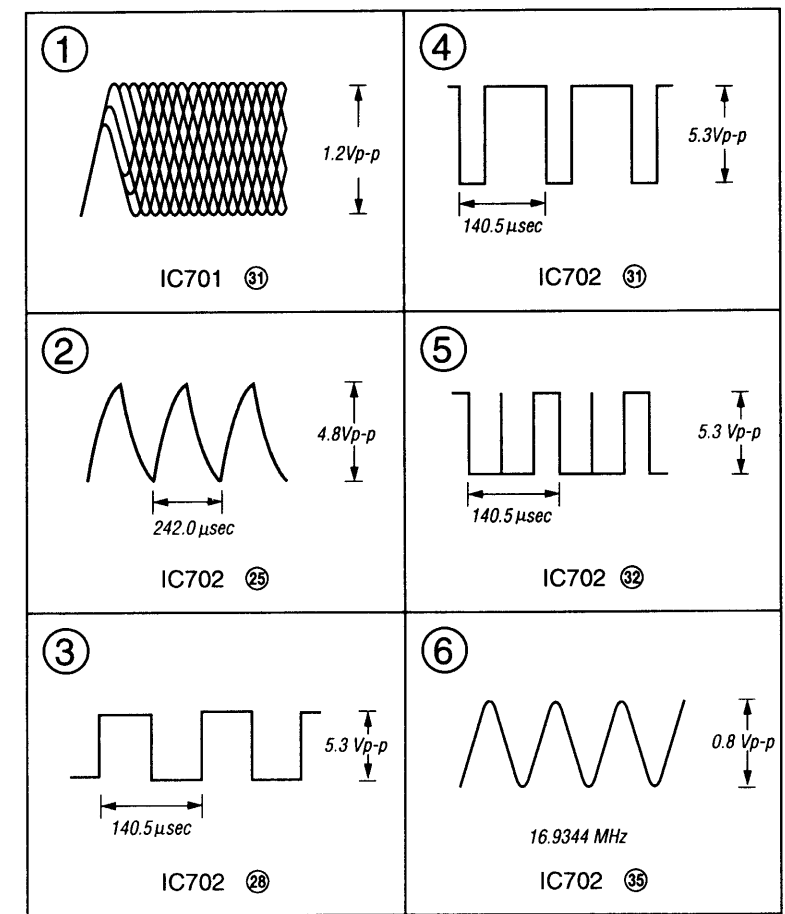 ①
1.2Vp-p
IC701 ㉛
②
4.8Vp-p
242.0 µsec
IC702 ㉕
③
5.3 Vp-p
140.5 µsec
IC702 ㉘
④
5.3Vp-p
140.5 µsec
IC702 ㉛
⑤
5.3 Vp-p
140.5 µsec
IC702 ㉜
⑥
0.8 Vp-p
16.9344 MHz
IC702 ㉟